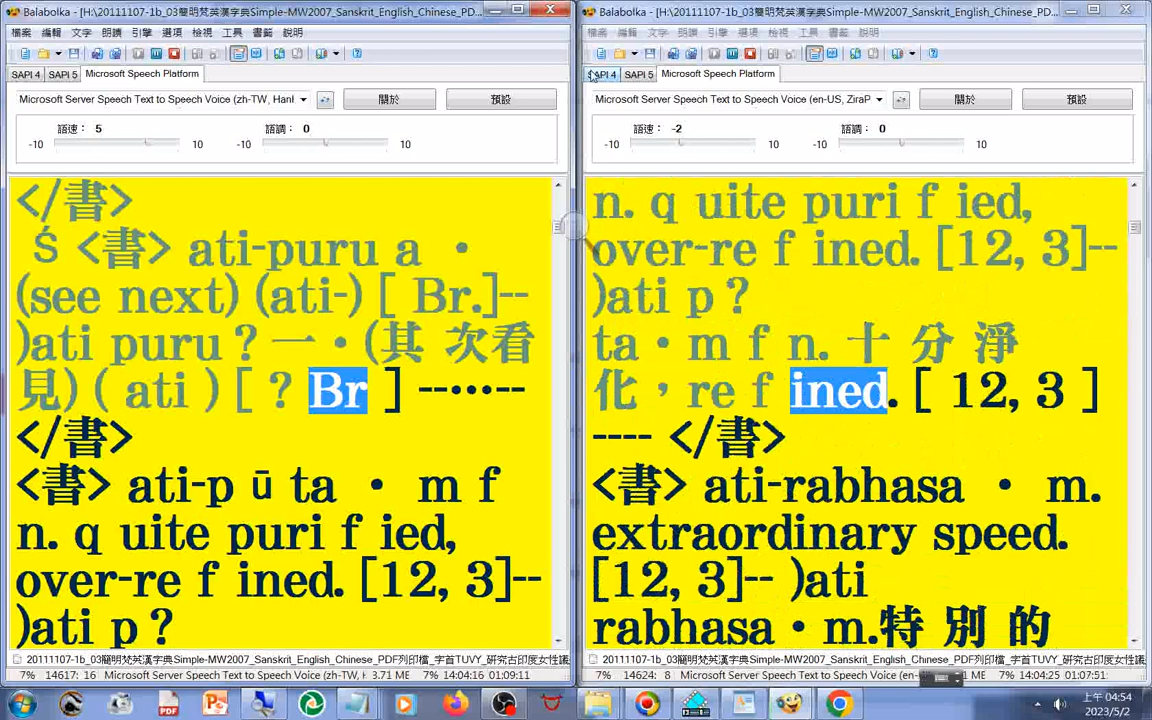 Balabolka - [H:\20111107-1b_03簡明梵英漢字典Simple-MW2007_Sanskrit_English_Chinese_PD...
檔案 編輯 文字 朗讀 引擎 選項 檢視 工具 書籤 說明
SAPI 4 SAPI 5 Microsoft Speech Platform
Microsoft Server Speech Text to Speech Voice (zh-TW, Hanl
關於 預設
語速: 5 語調: 0
-10 10 -10 10
</書>
Ś <書> ati-puru a •
(see next) (ati-) [ Br.]--
)ati puru ? 一 • (其 次看
見) ( ati ) [ ? Br ] --•••--
</書>
<書> ati-p ū ta • m f
n. q uite puri f ied,
over-re f ined. [12, 3]--
)ati p ?
20111107-1b_03簡明梵英漢字典Simple-MW2007_Sanskrit_English_Chinese_PDF列印檔_字首TUVY_研究古印度女性議
7% 14617: 16 Microsoft Server Speech Text to Speech Voice (zh-TW, H 3.71 ME 7% 14:04:16 01:09:11
Balabolka - [H:\20111107-1b_03簡明梵英漢字典Simple-MW2007_Sanskrit_English_Chinese_PDF...
檔案 編輯 文字 朗讀 引擎 選項 檢視 工具 書籤 說明
SAPI 4 SAPI 5 Microsoft Speech Platform
Microsoft Server Speech Text to Speech Voice (en-US, ZiraP
關於 預設
語速: -2 語調: 0
-10 10 -10 10
n. q uite puri f ied,
over-re f ined. [12, 3]--
)ati p ?
ta • m f n. 十 分 淨
化，re f ined. [ 12, 3 ]
---- </書>
<書> ati-rabhasa • m.
extraordinary speed.
[12, 3]-- )ati
rabhasa • m.特 別 的
20111107-1b_03簡明梵英漢字典Simple-MW2007_Sanskrit_English_Chinese_PDF列印檔_字首TUVY_研究古印度女性議
7% 14624: 8 Microsoft Server Speech Text to Speech Voice (en-US 7% 14:04:25 01:07:51
上午 04:54
2023/5/2